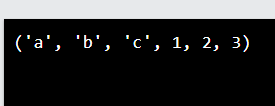 ('a', 'b', 'c', 1, 2, 3)